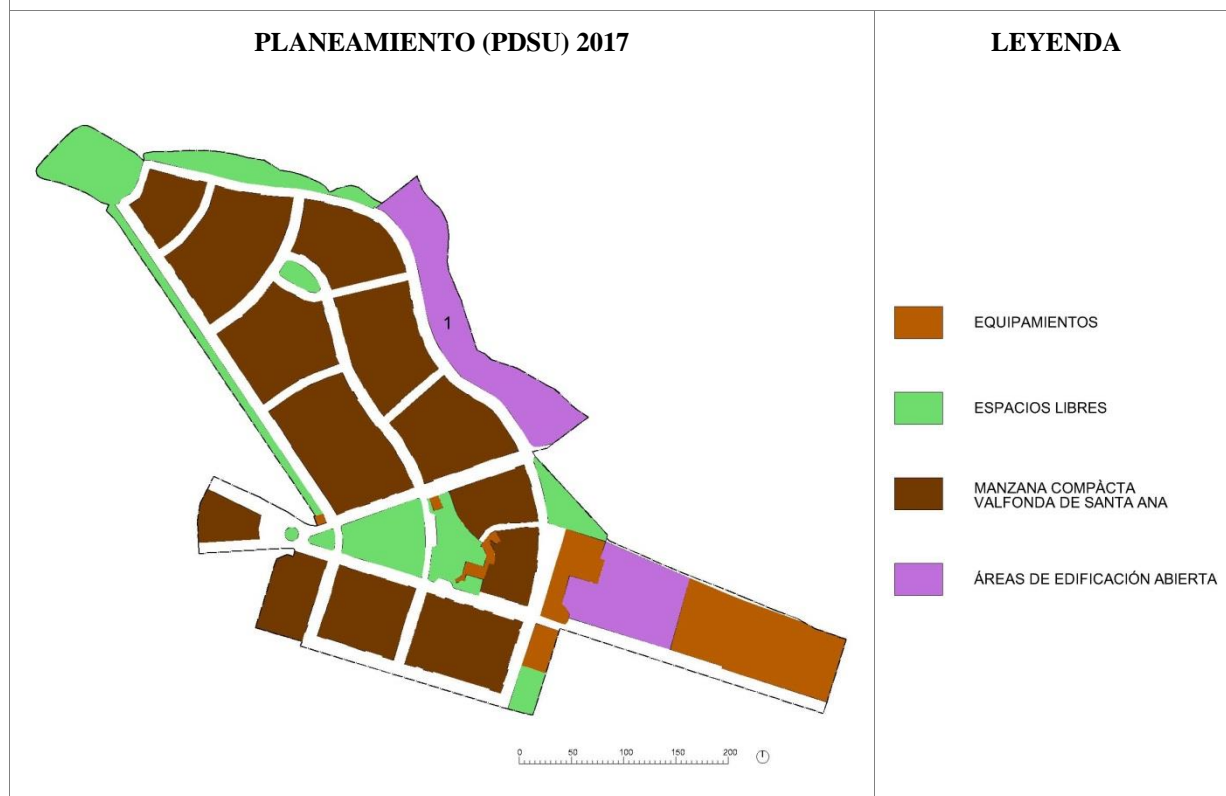 PLANEAMIENTO (PDSU) 2017
LEYENDA
1
EQUIPAMIENTOS
ESPACIOS LIBRES
MANZANA COMPÀCTA
VALFONDA DE SANTA ANA
ÁREAS DE EDIFICACIÓN ABIERTA
0 50 100 150 200